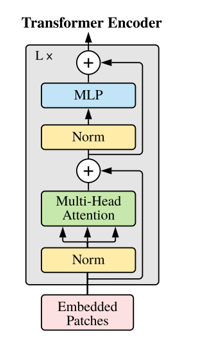 Transformer Encoder
L ×
+
MLP
Norm
+
Multi-Head
Attention
Norm
Embedded
Patches